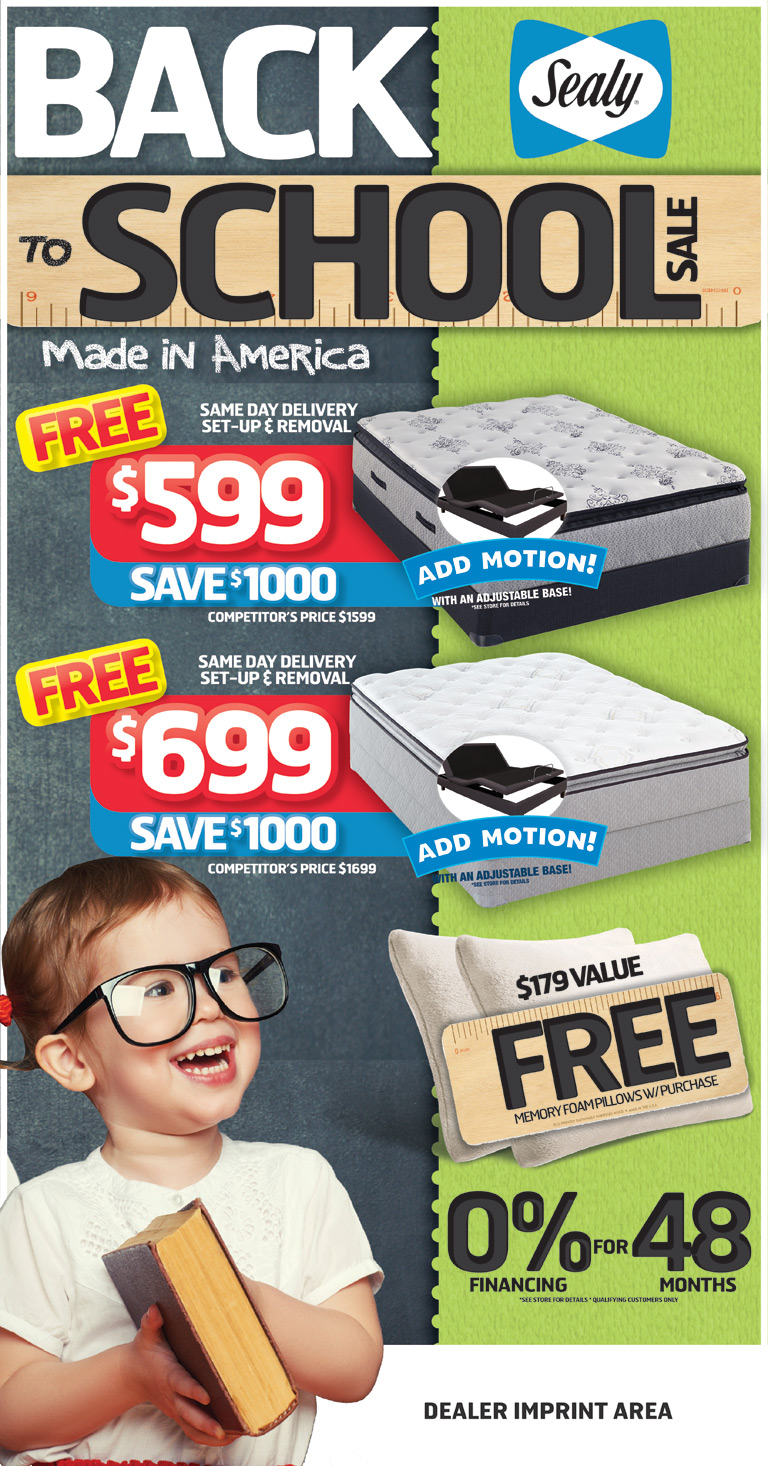 BACK
Sealy
TO SCHOOL SALE
Made in America
FREE
SAME DAY DELIVERY
SET-UP & REMOVAL
$599
SAVE $1000
COMPETITOR'S PRICE $1599
ADD MOTION!
WITH AN ADJUSTABLE BASE!
*SEE STORE FOR DETAILS
FREE
SAME DAY DELIVERY
SET-UP & REMOVAL
$699
SAVE $1000
COMPETITOR'S PRICE $1699
ADD MOTION!
WITH AN ADJUSTABLE BASE!
*SEE STORE FOR DETAILS
$179 VALUE
FREE
MEMORY FOAM PILLOWS W/ PURCHASE
0% FOR 48
FINANCING MONTHS
*SEE STORE FOR DETAILS * QUALIFYING CUSTOMERS ONLY
DEALER IMPRINT AREA